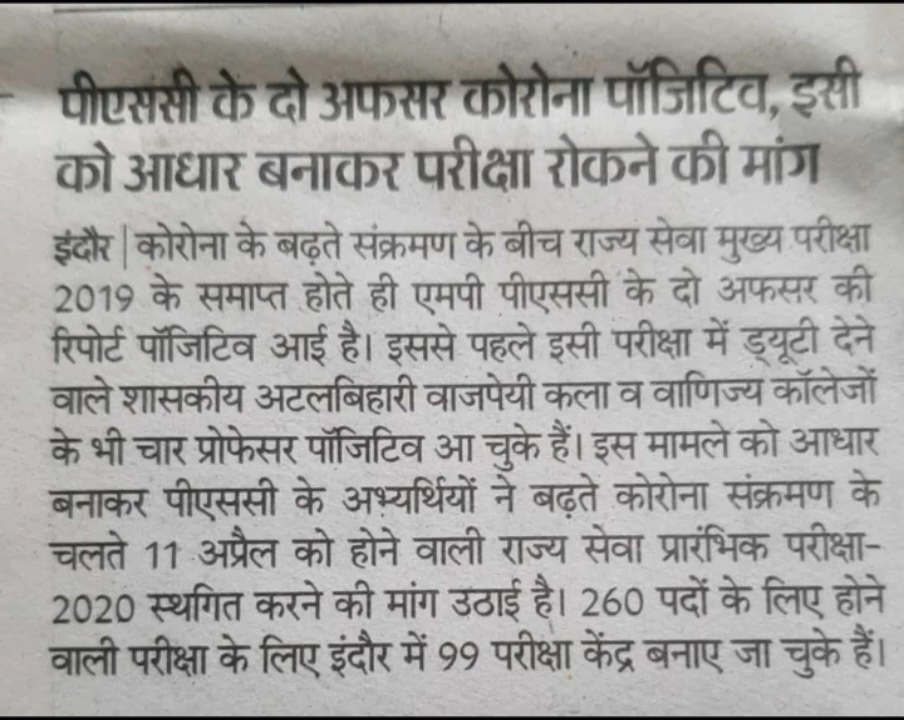 पीएससी के दो अफसर कोरोना पॉजिटिव, इसी
को आधार बनाकर परीक्षा रोकने की मांग
इंदौर | कोरोना के बढ़ते संक्रमण के बीच राज्य सेवा मुख्य परीक्षा
2019 के समाप्त होते ही एमपी पीएससी के दो अफसर की
रिपोर्ट पॉजिटिव आई है। इससे पहले इसी परीक्षा में ड्यूटी देने
वाले शासकीय अटलबिहारी वाजपेयी कला व वाणिज्य कॉलेजों
के भी चार प्रोफेसर पॉजिटिव आ चुके हैं। इस मामले को आधार
बनाकर पीएससी के अभ्यर्थियों ने बढ़ते कोरोना संक्रमण के
चलते 11 अप्रैल को होने वाली राज्य सेवा प्रारंभिक परीक्षा-
2020 स्थगित करने की मांग उठाई है। 260 पदों के लिए होने
वाली परीक्षा के लिए इंदौर में 99 परीक्षा केंद्र बनाए जा चुके हैं।